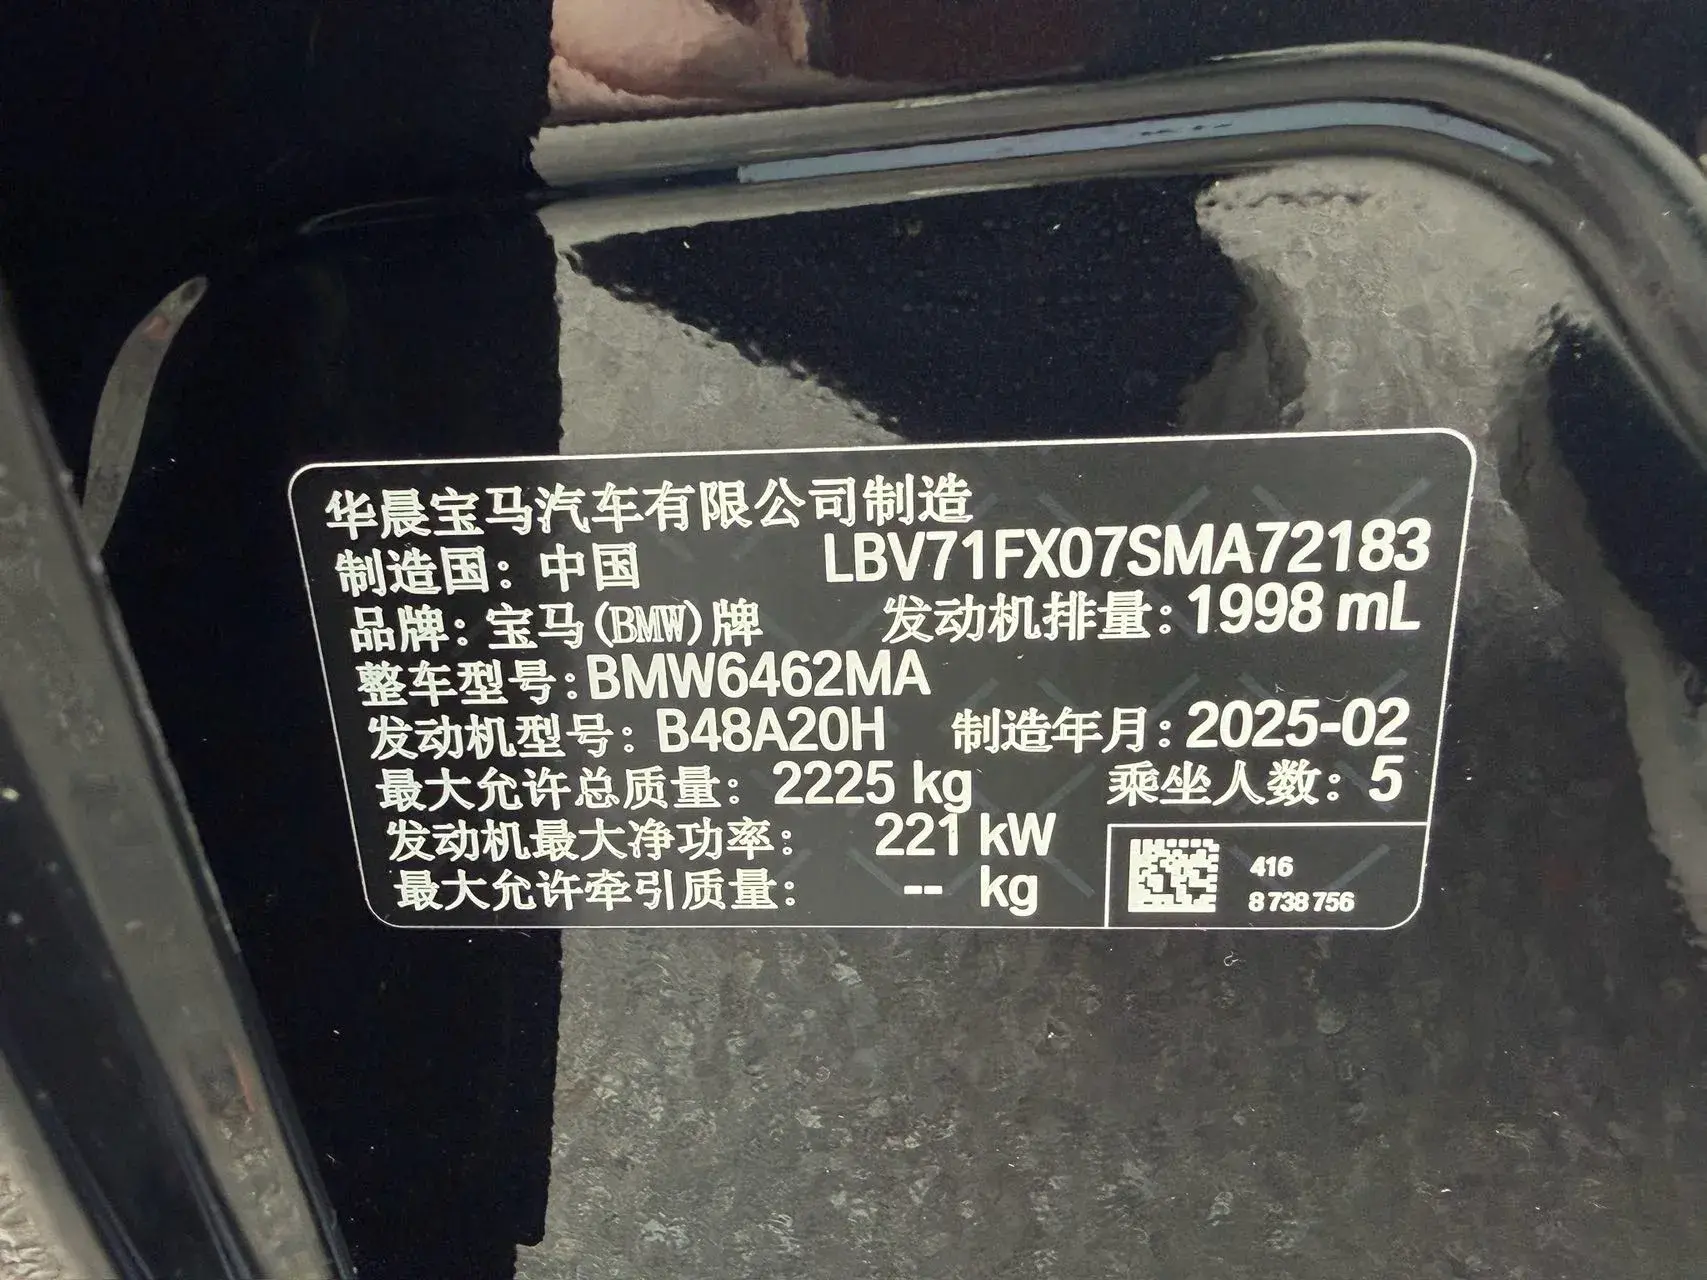 华晨宝马汽车有限公司制造
制造国：中国 LBV71FX07SMA72183
品牌：宝马(BMW)牌 发动机排量：1998 mL
整车型号：BMW6462MA
发动机型号：B48A20H 制造年月：2025-02
最大允许总质量：2225 kg 乘坐人数：5
发动机最大净功率：221 kW
最大允许牵引质量：-- kg
416
8 738 756